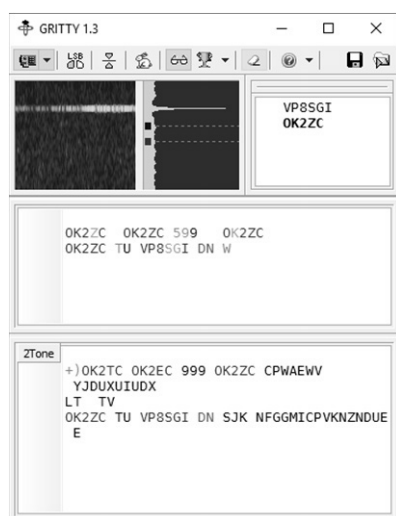 GRITTY 1.3
LSB
VP8SGI
OK2ZC
OK2ZC OK2ZC 599 OK2ZC
OK2ZC TU VP8SGI DN W
2Tone
+)OK2TC OK2EC 999 OK2ZC CPWAEWV
YJDUXUIUDX
LT TV
OK2ZC TU VP8SGI DN SJK NFGGMICPVKNZNDUE
E